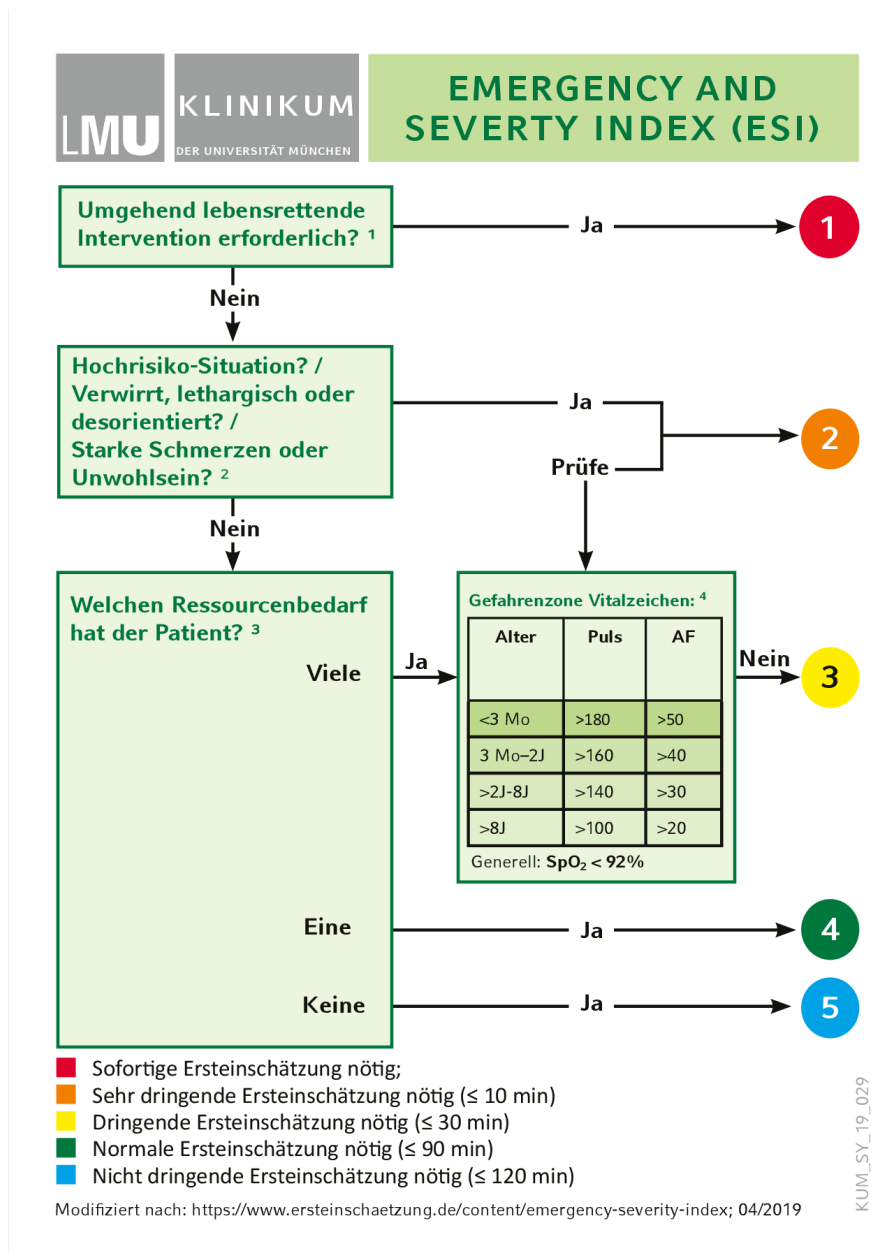 LMU
KLINIKUM
DER UNIVERSITÄT MÜNCHEN
EMERGENCY AND
SEVERTY INDEX (ESI)
Umgehend lebensrettende
Intervention erforderlich? ¹
Ja
1
Nein
Hochrisiko-Situation? /
Verwirrt, lethargisch oder
desorientiert? /
Starke Schmerzen oder
Unwohlsein? ²
Ja
2
Prüfe
Nein
Welchen Ressourcenbedarf
hat der Patient? ³
Viele
Ja
Gefahrenzone Vitalzeichen: ⁴
Alter Puls AF
<3 Mo >180 >50
3 Mo–2J >160 >40
>2J-8J >140 >30
>8J >100 >20
Generell: SpO₂ < 92%
Nein
3
Eine
Ja
4
Keine
Ja
5
Sofortige Ersteinschätzung nötig;
Sehr dringende Ersteinschätzung nötig (≤ 10 min)
Dringende Ersteinschätzung nötig (≤ 30 min)
Normale Ersteinschätzung nötig (≤ 90 min)
Nicht dringende Ersteinschätzung nötig (≤ 120 min)
Modifiziert nach: https://www.ersteinschaetzung.de/content/emergency-severity-index; 04/2019
KUM_SY_19_029